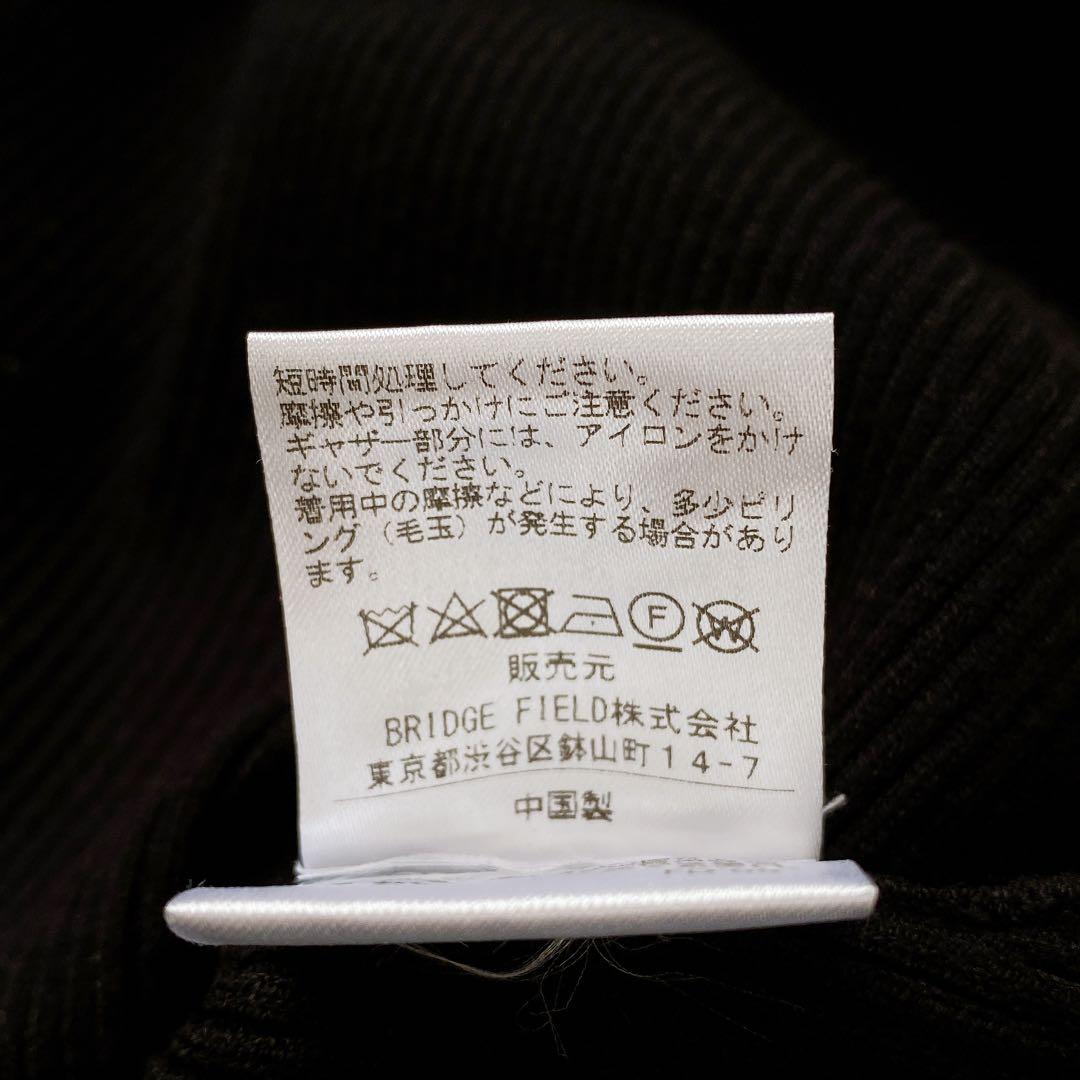 短時間処理してください。
摩擦や引っかけにご注意ください。
ギャザー部分には、アイロンをかけ
ないでください。
着用中の摩擦などにより、多少ピリ
ング（毛玉）が発生する場合があり
ます。
F W
販売元
BRIDGE FIELD株式会社
東京都渋谷区鉢山町14-7
中国製